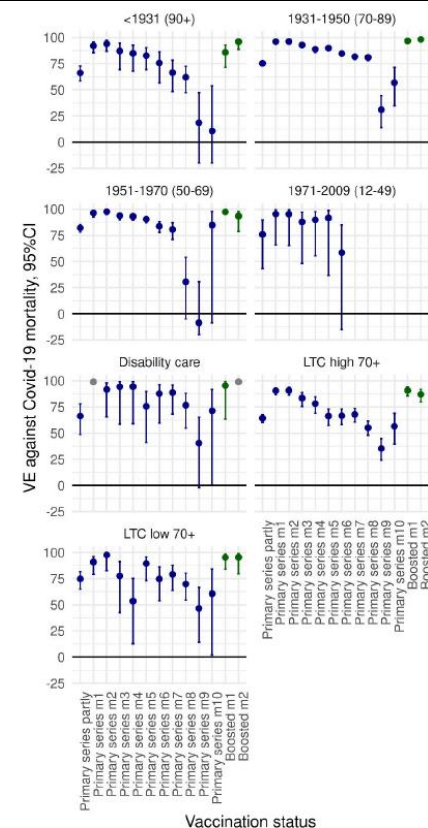 <1931 (90+)
1931-1950 (70-89)
100
75
50
25
0
-25
1951-1970 (50-69)
1971-2009 (12-49)
100
75
50
25
0
-25
Disability care
LTC high 70+
100
75
50
25
0
-25
LTC low 70+
100
75
50
25
0
-25
VE against Covid-19 mortality, 95%CI
Primary series partly
Primary series m1
Primary series m2
Primary series m3
Primary series m4
Primary series m5
Primary series m6
Primary series m7
Primary series m8
Primary series m9
Primary series m10
Boosted m1
Boosted m2
Primary series partly
Primary series m1
Primary series m2
Primary series m3
Primary series m4
Primary series m5
Primary series m6
Primary series m7
Primary series m8
Primary series m9
Primary series m10
Boosted m1
Boosted m2
Vaccination status